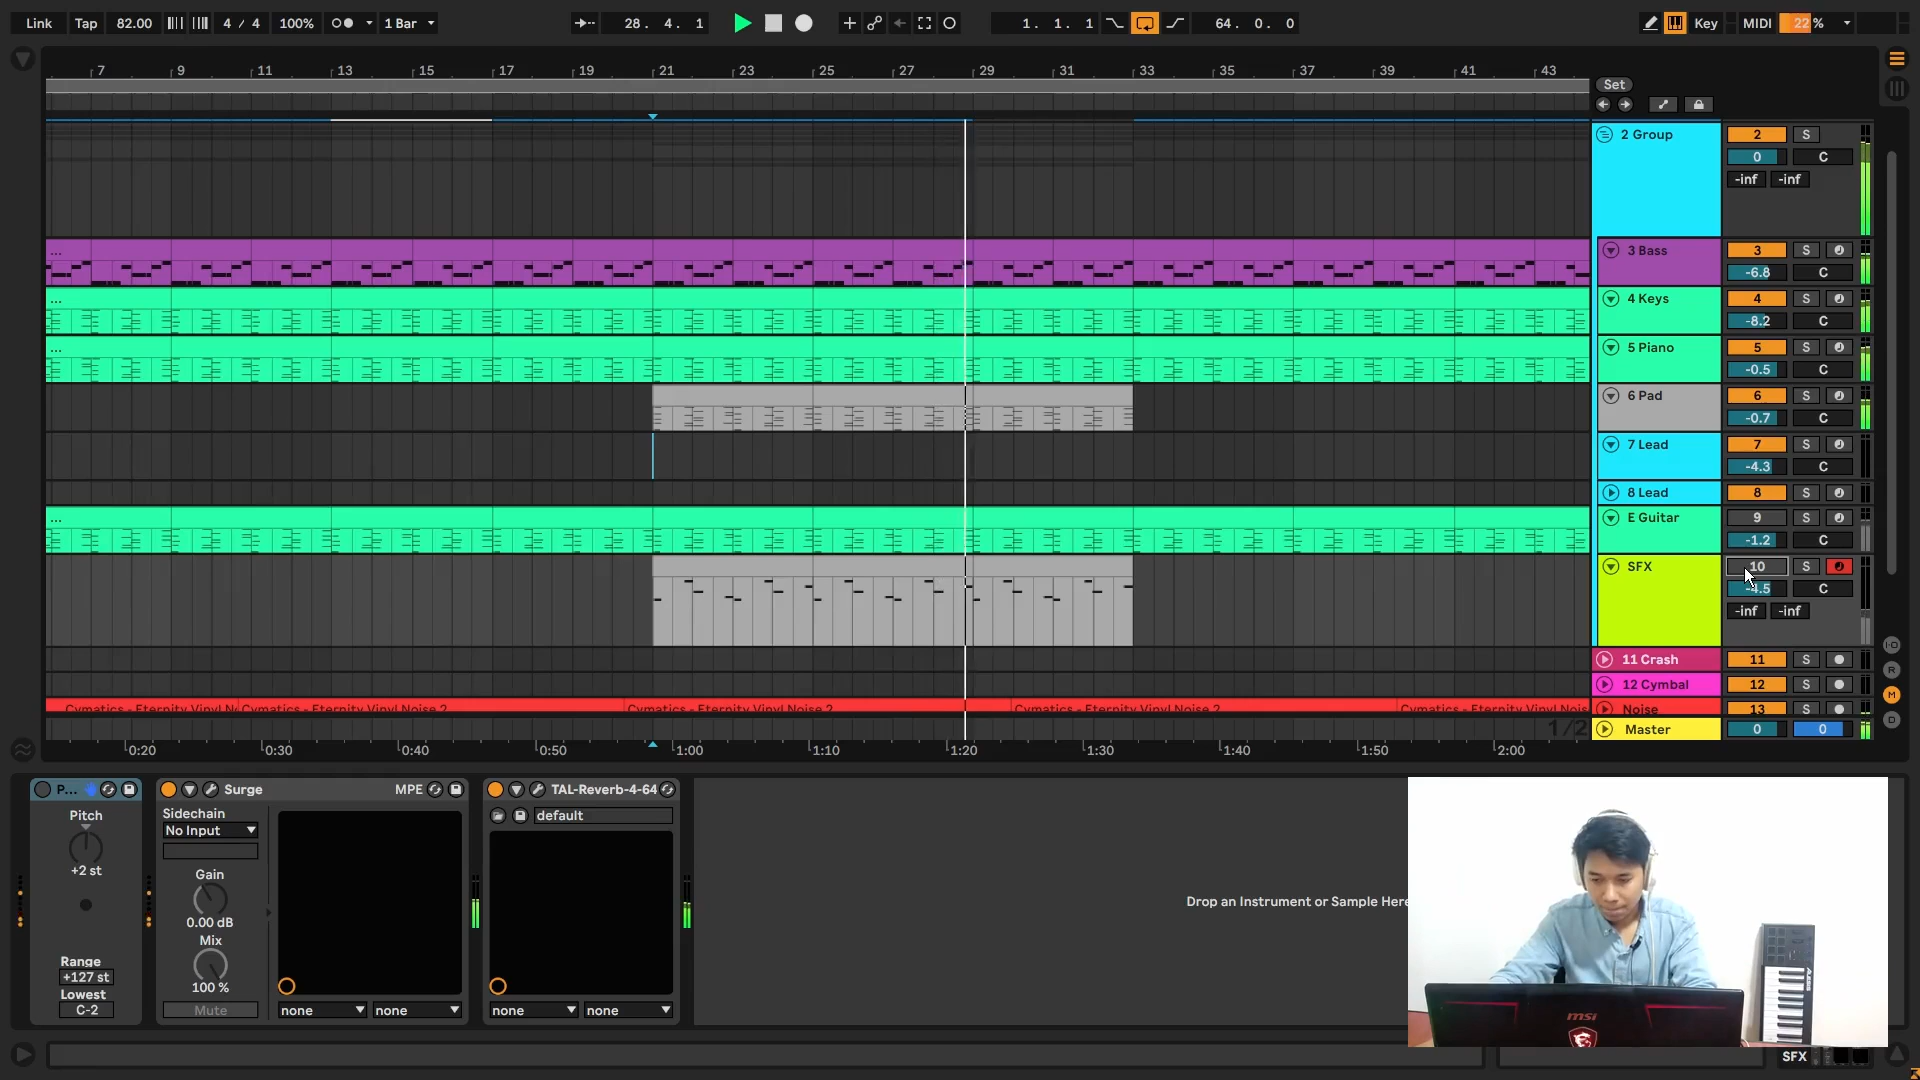 Link Tap 82.00 4 / 4 100% 1 Bar 28. 4. 1 1. 1. 1 64. 0. 0 Key MIDI 22 %
7 9 11 13 15 17 19 21 23 25 27 29 31 33 35 37 39 41 43
Set
2 Group 2 S
0 C
-inf -inf
... 3 Bass 3 S
-6.8 C
... 4 Keys 4 S
-8.2 C
... 5 Piano 5 S
-0.5 C
6 Pad 6 S
-0.7 C
7 Lead 7 S
-4.3 C
8 Lead 8 S
... E Guitar 9 S
-1.2 C
SFX 10 S
-4.5 C
-inf -inf
11 Crash 11 S
12 Cymbal 12 S
Cymatics - Eternity Vinyl N Cymatics - Eternity Vinyl Noise 2 Cymatics - Eternity Vinyl Noise 2 Cymatics - Eternity Vinyl Noise 2 Cymatics - Eternity Vinyl Nois Noise 13 S
1/2 Master 0 0
0:20 0:30 0:40 0:50 1:00 1:10 1:20 1:30 1:40 1:50 2:00
P... Surge MPE TAL-Reverb-4-64
Pitch Sidechain default
No Input
+2 st
Gain
0.00 dB
Drop an Instrument or Sample Here
Mix
Range 100 %
+127 st
Lowest
C-2 Mute none none none none
msi
ALESIS
SFX